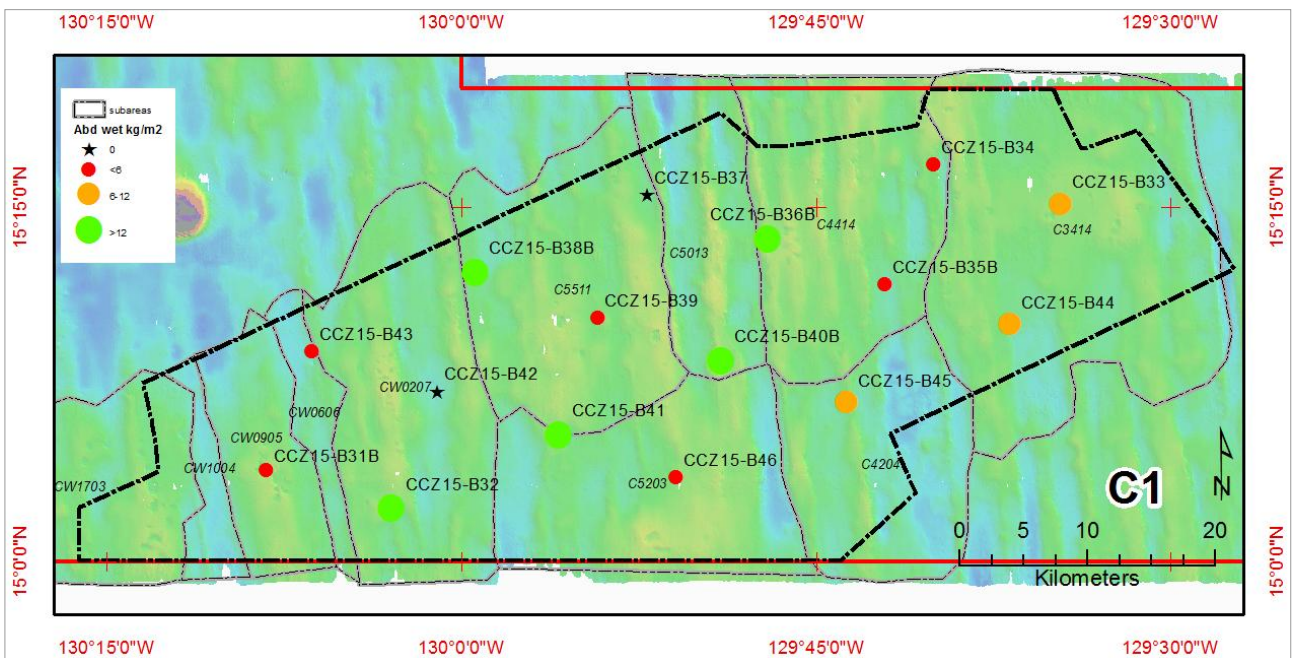 130°15'0"W 130°0'0"W 129°45'0"W 129°30'0"W
subareas
Abd wet kg/m2
0
<6
6-12
>12
15°15'0"N
15°15'0"N
CCZ15-B34
CCZ15-B37
CCZ15-B33
CCZ15-B36B
C4414
C3414
C5013
CCZ15-B38B
CCZ15-B35B
C5511
CCZ15-B39
CCZ15-B44
CCZ15-B43
CCZ15-B40B
CCZ15-B42
CW0207
CCZ15-B45
CW0606
CCZ15-B41
CW0905
CCZ15-B31B
CW1004
CCZ15-B46
C4204
C5203
CW1703
CCZ15-B32
N
C1
0 5 10 20
Kilometers
15°0'0"N
15°0'0"N
130°15'0"W 130°0'0"W 129°45'0"W 129°30'0"W